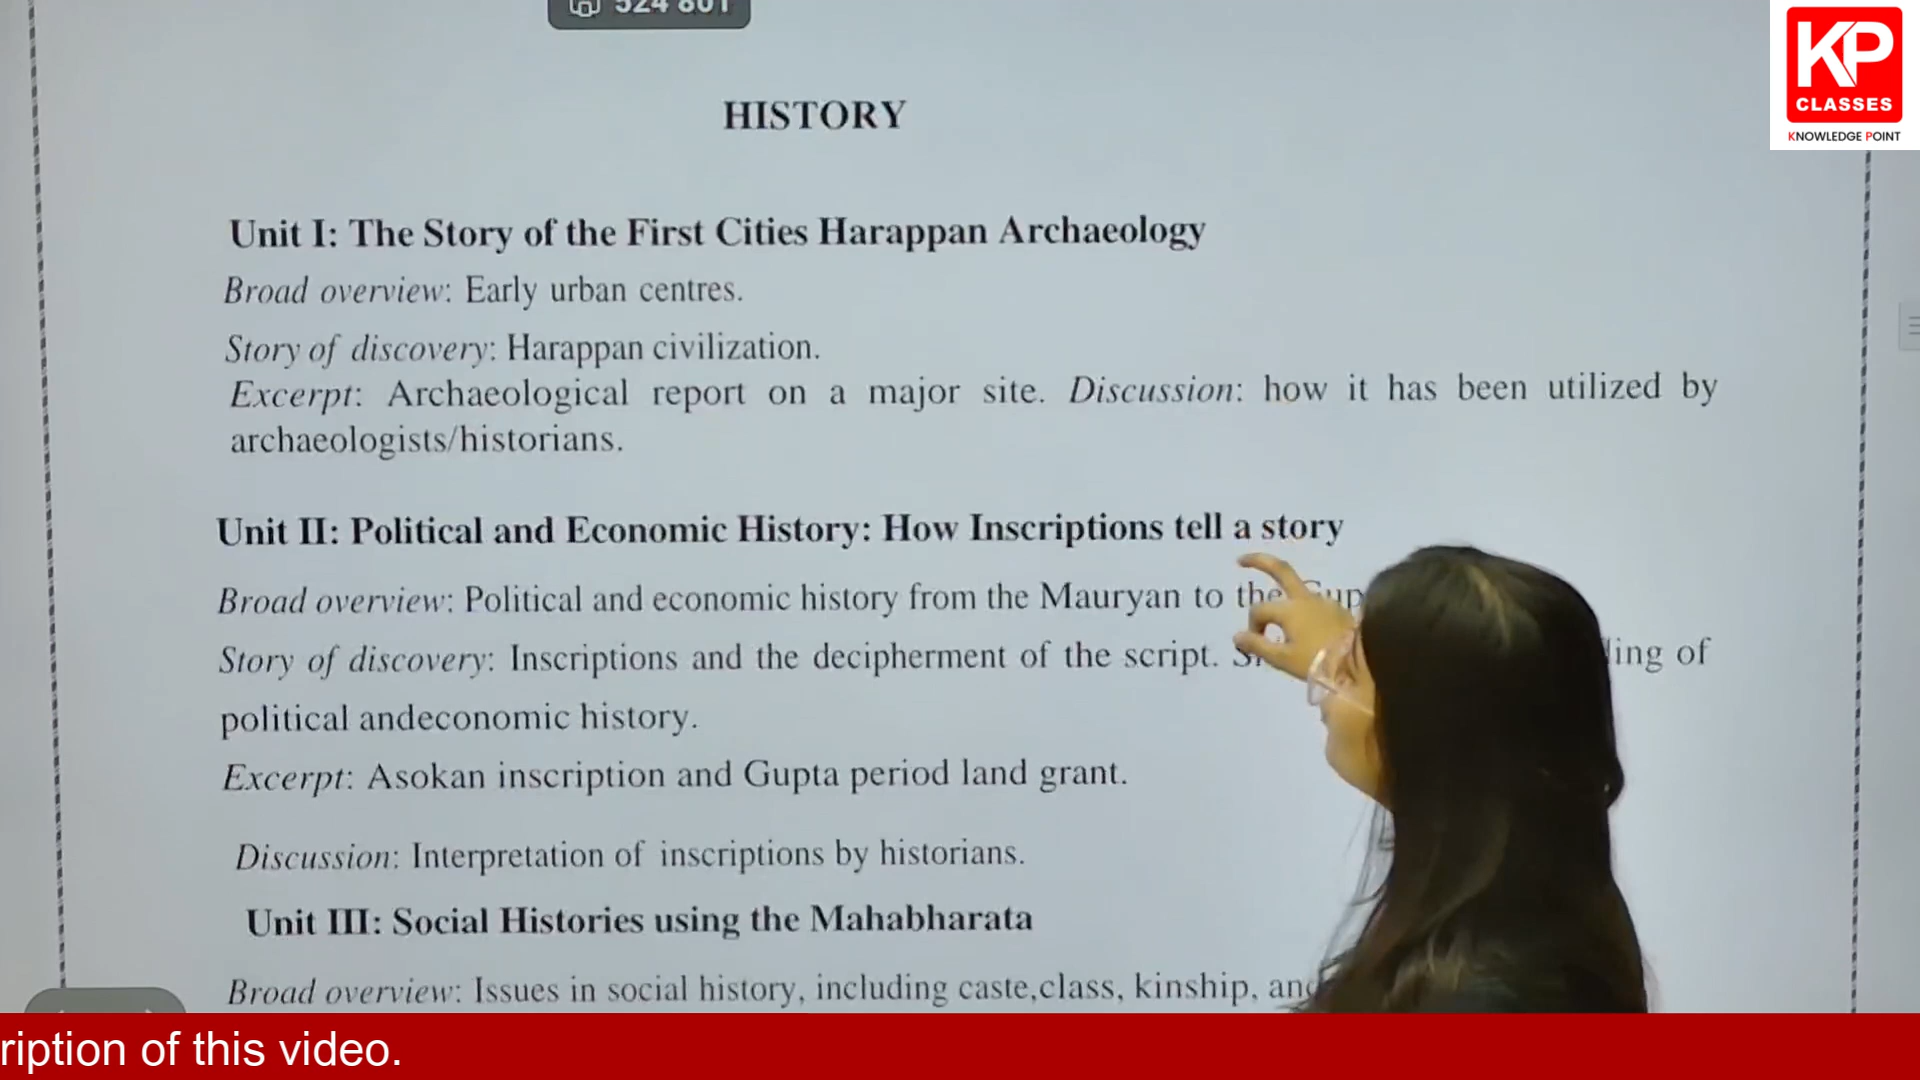 524 801
KP
CLASSES
KNOWLEDGE POINT
HISTORY
Unit I: The Story of the First Cities Harappan Archaeology
Broad overview: Early urban centres.
Story of discovery: Harappan civilization.
Excerpt: Archaeological report on a major site. Discussion: how it has been utilized by
archaeologists/historians.
Unit II: Political and Economic History: How Inscriptions tell a story
Broad overview: Political and economic history from the Mauryan to the
Story of discovery: Inscriptions and the decipherment of the script. of
political andeconomic history.
Excerpt: Asokan inscription and Gupta period land grant.
Discussion: Interpretation of inscriptions by historians.
Unit III: Social Histories using the Mahabharata
Broad overview: Issues in social history, including caste,class, kinship,
ription of this video.